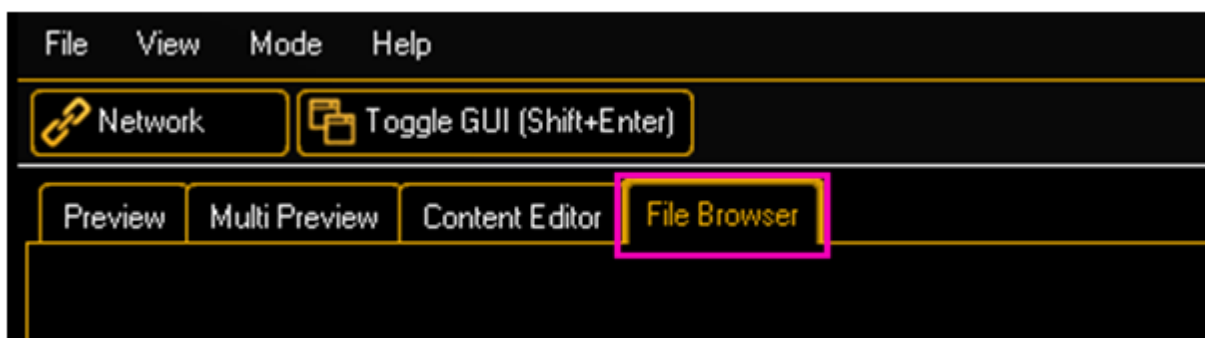 File View Mode Help
Network Toggle GUI (Shift+Enter)
Preview Multi Preview Content Editor File Browser